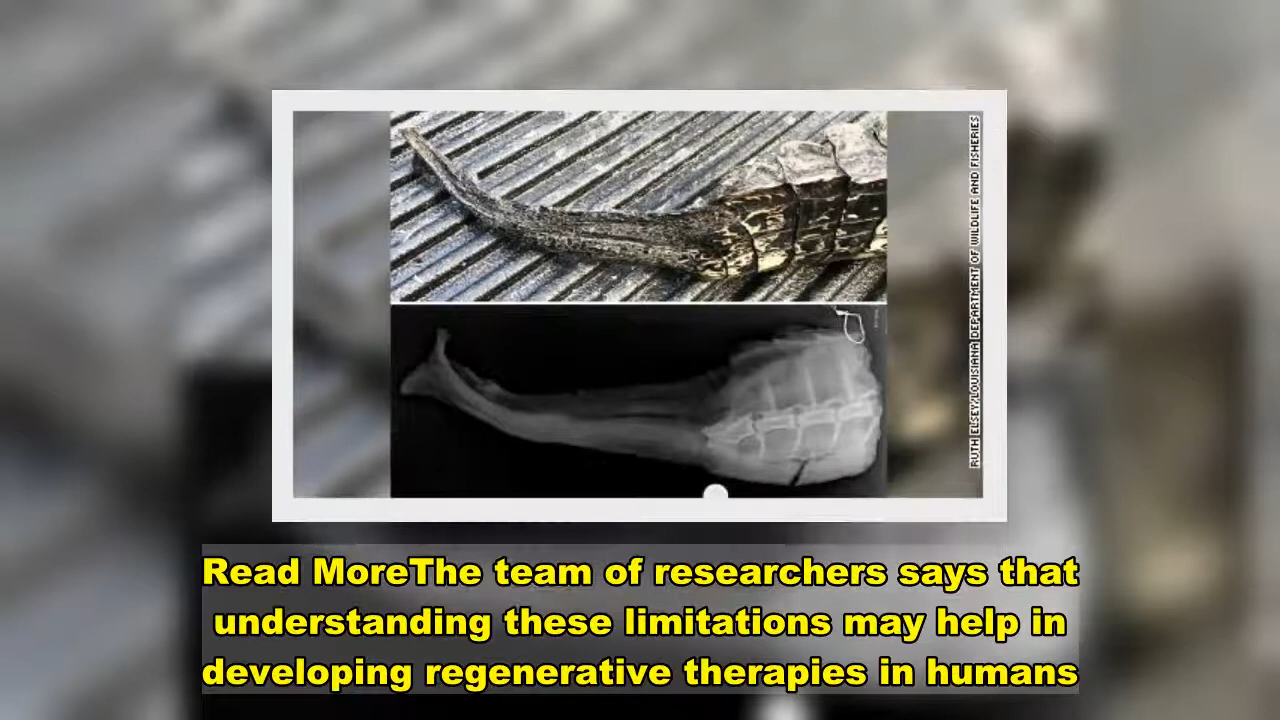 RUTH ELSEY/LOUISIANA DEPARTMENT OF WILDLIFE AND FISHERIES
Read MoreThe team of researchers says that
understanding these limitations may help in
developing regenerative therapies in humans